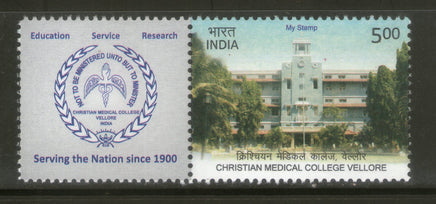 Education Service Research
NOT TO BE MINISTERED UNTO BUT TO MINISTER
CHRISTIAN MEDICAL COLLEGE
VELLORE
INDIA
Serving the Nation since 1900
My Stamp
भारत
INDIA
5.00
क्रिश्चियन मेडिकल कालेज, वेल्लोर
CHRISTIAN MEDICAL COLLEGE VELLORE